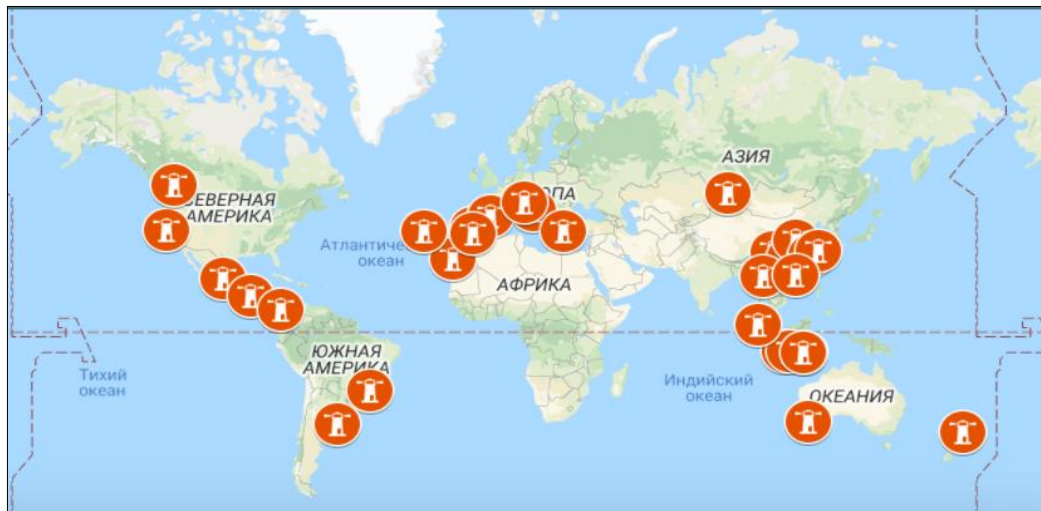 АЗИЯ
СЕВЕРНАЯ
АМЕРИКА
Атлантиче
океан
АФРИКА
ЮЖНАЯ
АМЕРИКА
Тихий
океан
Индийский
океан
ОКЕАНИЯ